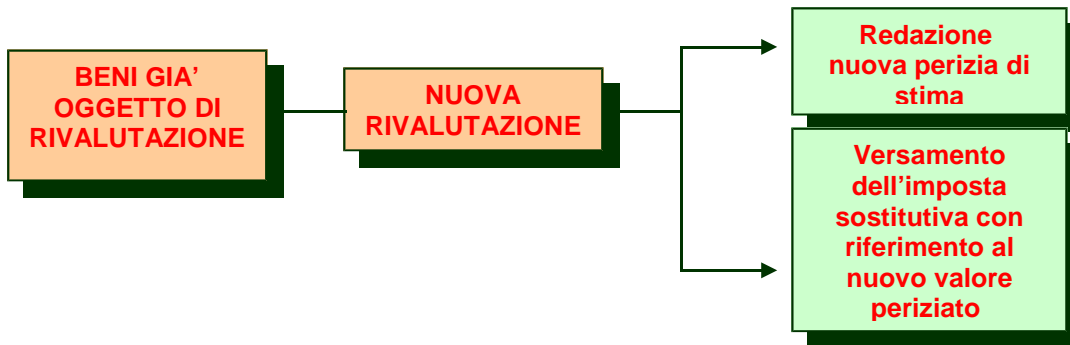 BENI GIA’
OGGETTO DI
RIVALUTAZIONE
NUOVA
RIVALUTAZIONE
Redazione
nuova perizia di
stima
Versamento
dell’imposta
sostitutiva con
riferimento al
nuovo valore
periziato